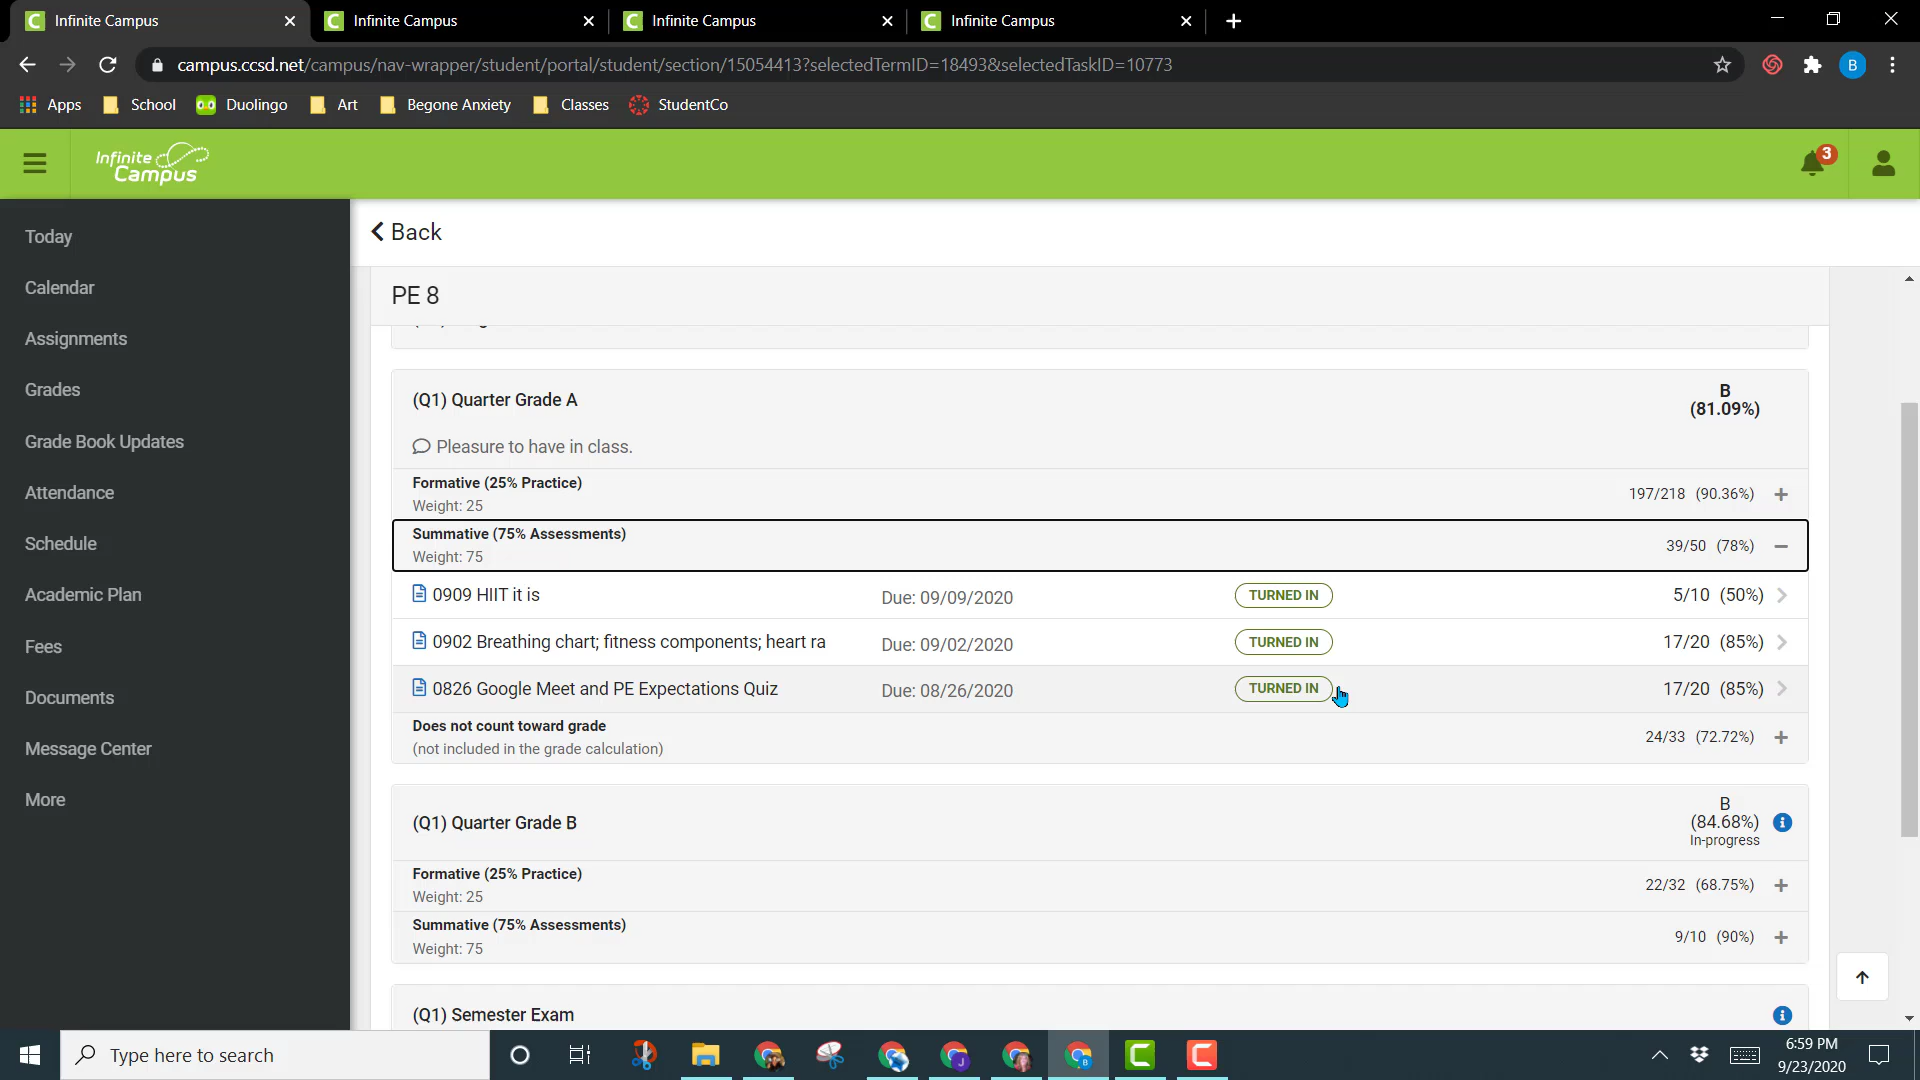 Infinite Campus
Infinite Campus
Infinite Campus
Infinite Campus
campus.ccsd.net/campus/nav-wrapper/student/portal/student/section/15054413?selectedTermID=18493&selectedTaskID=10773
B
Apps
School
Duolingo
Art
Begone Anxiety
Classes
StudentCo
Infinite
Campus
3
Today
Calendar
Assignments
Grades
Grade Book Updates
Attendance
Schedule
Academic Plan
Fees
Documents
Message Center
More
Back
PE 8
(Q1) Quarter Grade A
B
(81.09%)
Pleasure to have in class.
Formative (25% Practice)
Weight: 25
197/218 (90.36%)
Summative (75% Assessments)
Weight: 75
39/50 (78%)
0909 HIIT it is Due: 09/09/2020 TURNED IN 5/10 (50%)
0902 Breathing chart; fitness components; heart ra Due: 09/02/2020 TURNED IN 17/20 (85%)
0826 Google Meet and PE Expectations Quiz Due: 08/26/2020 TURNED IN 17/20 (85%)
Does not count toward grade
(not included in the grade calculation)
24/33 (72.72%)
(Q1) Quarter Grade B
B
(84.68%)
In-progress
Formative (25% Practice)
Weight: 25
22/32 (68.75%)
Summative (75% Assessments)
Weight: 75
9/10 (90%)
(Q1) Semester Exam
Type here to search
6:59 PM
9/23/2020